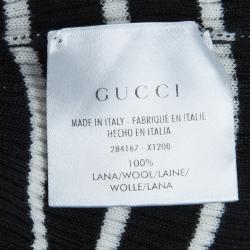 GUCCI
MADE IN ITALY - FABRIQUE EN ITALIE
HECHO EN ITALIA
284167 - X1208
100%
LANA/WOOL/LAINE/
WOLLE/LANA